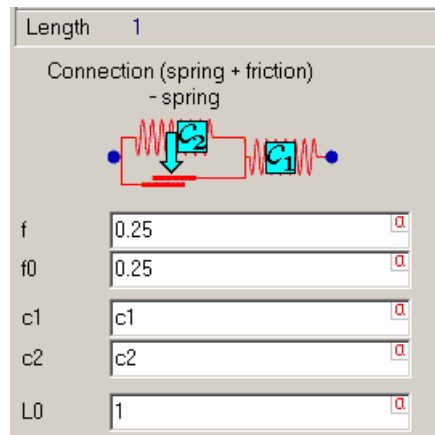 Length 1
Connection (spring + friction)
- spring
C2
C1
f 0.25 a
f0 0.25 a
c1 c1 a
c2 c2 a
L0 1 a